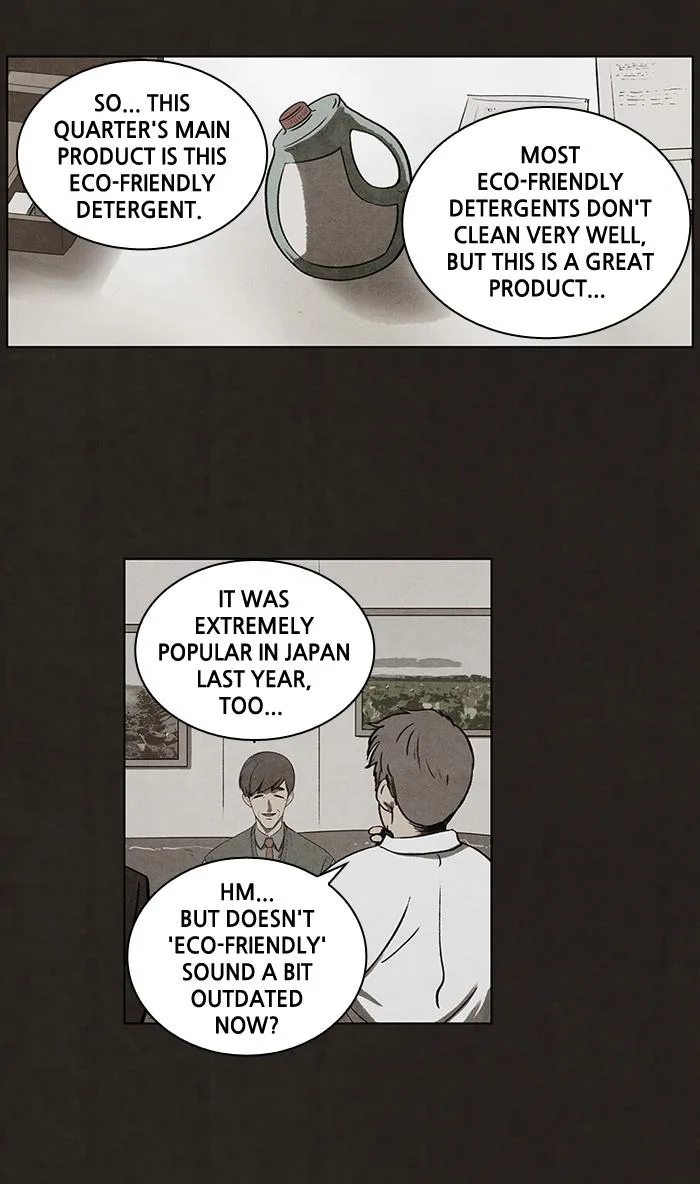 SO... THIS
QUARTER'S MAIN
PRODUCT IS THIS
ECO-FRIENDLY
DETERGENT.
MOST
ECO-FRIENDLY
DETERGENTS DON'T
CLEAN VERY WELL,
BUT THIS IS A GREAT
PRODUCT...
IT WAS
EXTREMELY
POPULAR IN JAPAN
LAST YEAR,
TOO...
HM...
BUT DOESN'T
'ECO-FRIENDLY'
SOUND A BIT
OUTDATED
NOW?